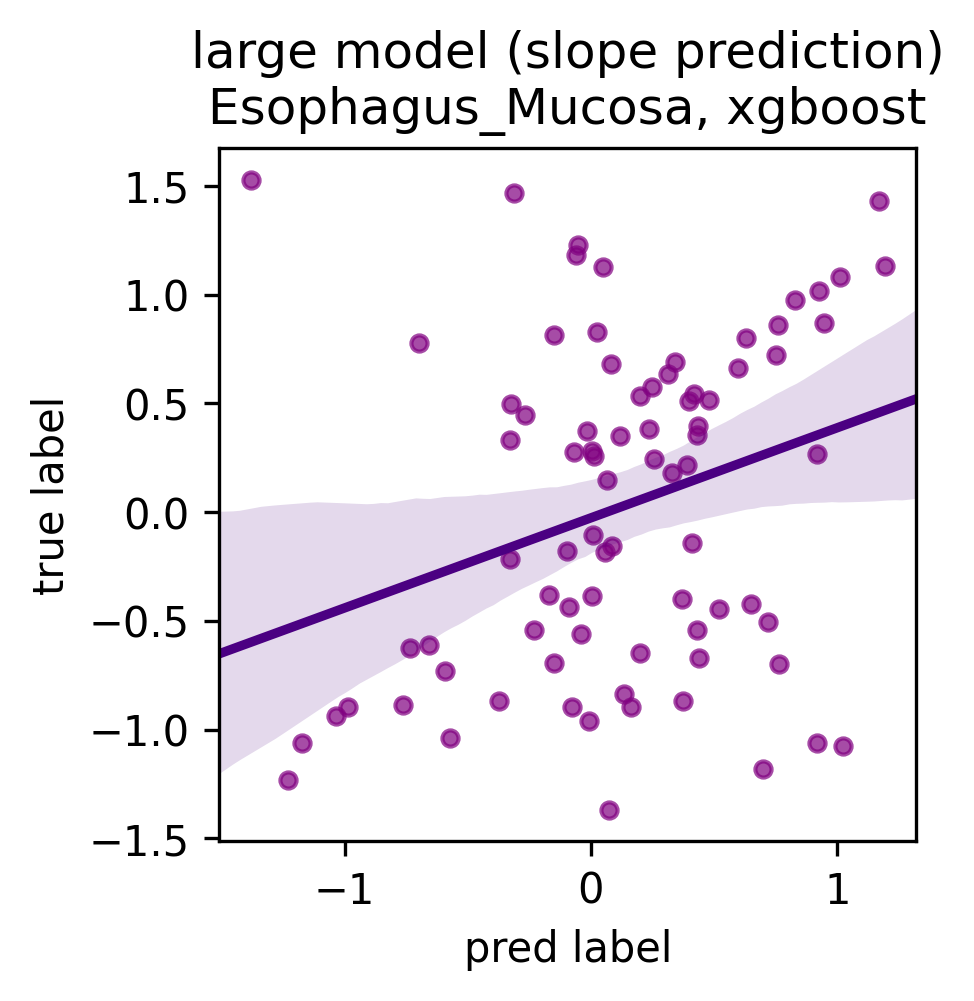 large model (slope prediction)
Esophagus_Mucosa, xgboost
1.5
1.0
0.5
0.0
−0.5
−1.0
−1.5
true label
−1
0
1
pred label